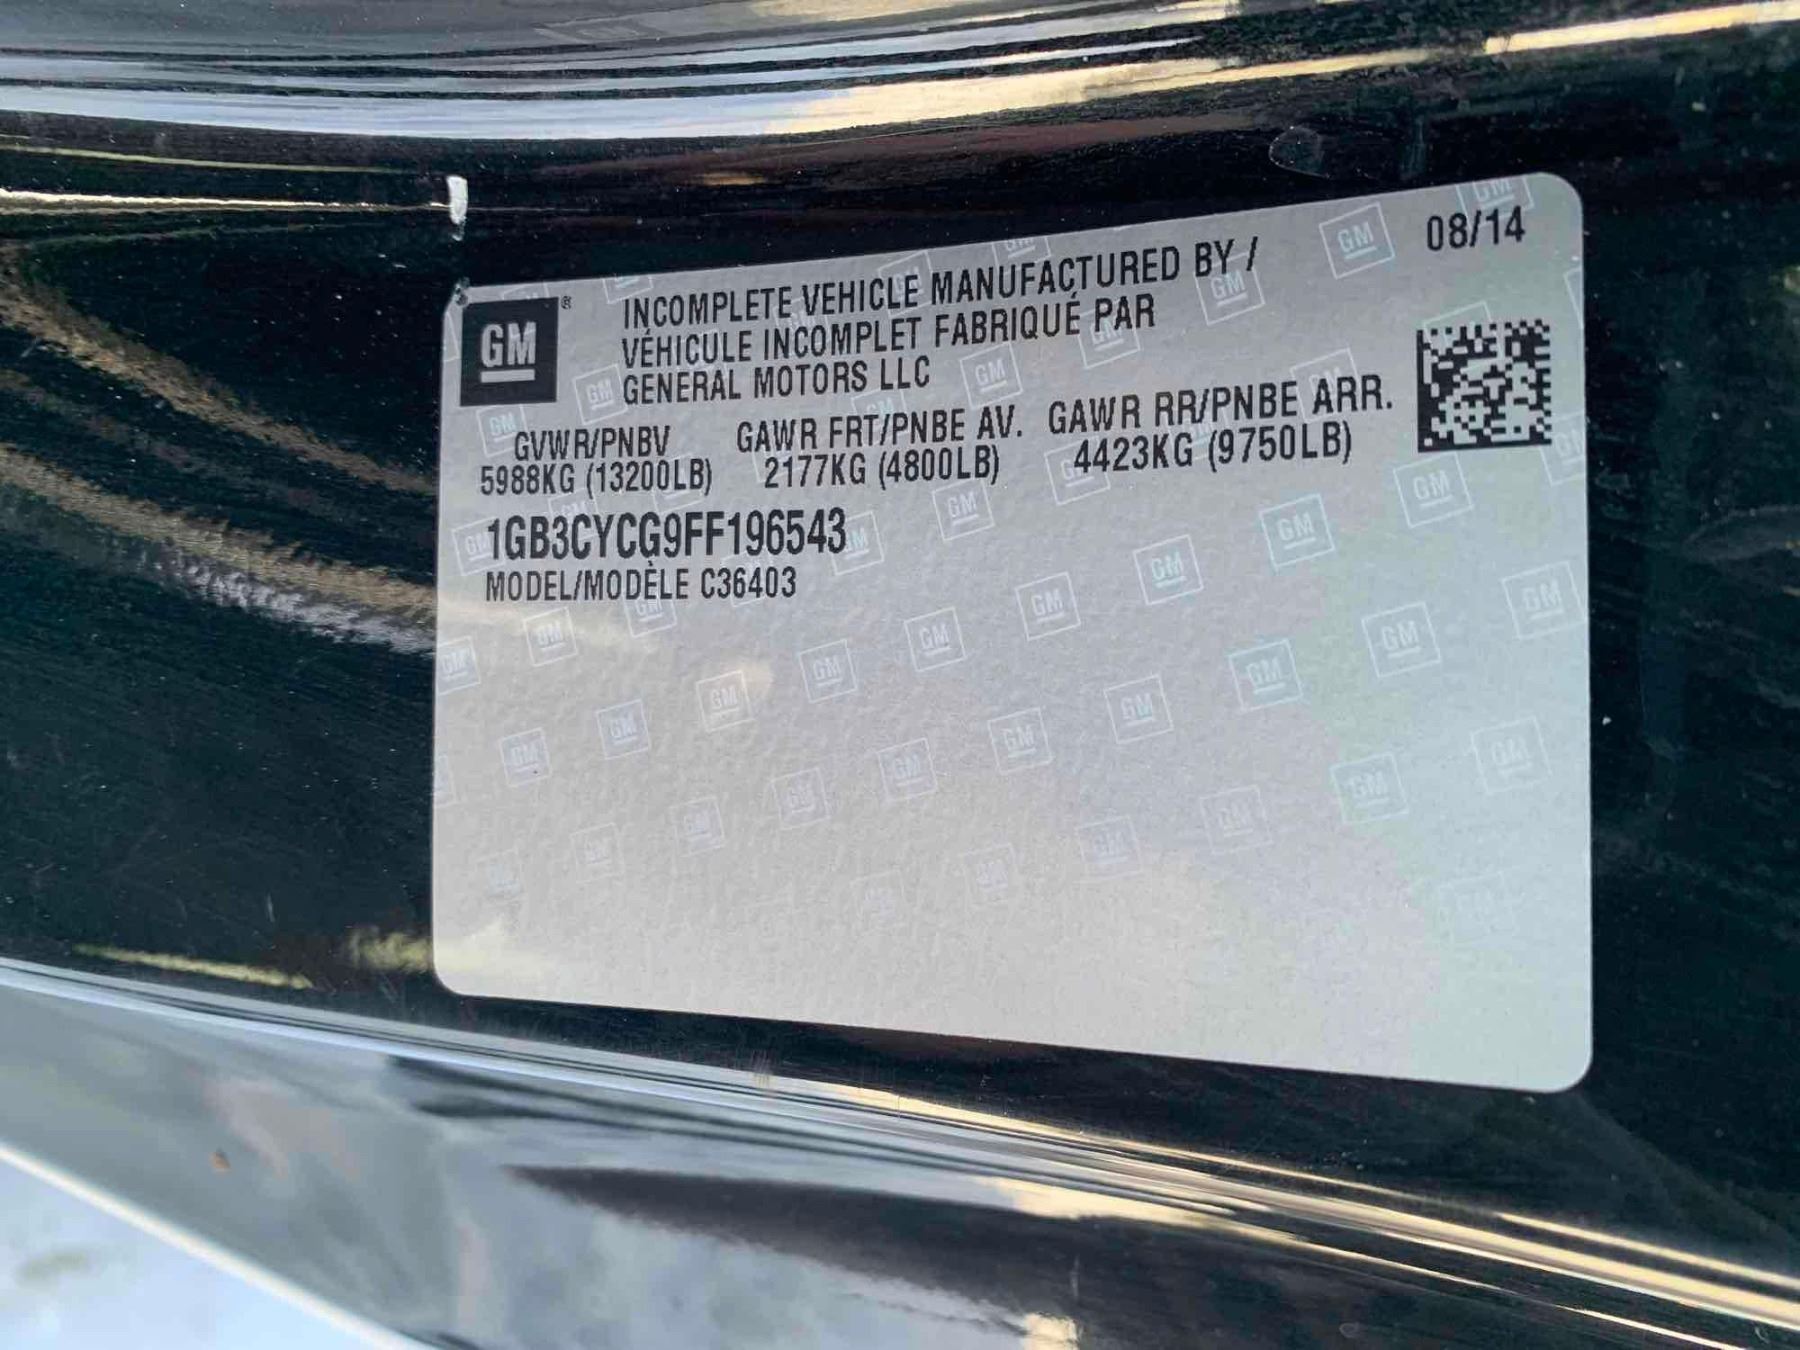 08/14
GM®
INCOMPLETE VEHICLE MANUFACTURED BY /
VÉHICULE INCOMPLET FABRIQUÉ PAR
GENERAL MOTORS LLC
GVWR/PNBV GAWR FRT/PNBE AV. GAWR RR/PNBE ARR.
5988KG (13200LB) 2177KG (4800LB) 4423KG (9750LB)
1GB3CYCG9FF196543
MODEL/MODÈLE C36403